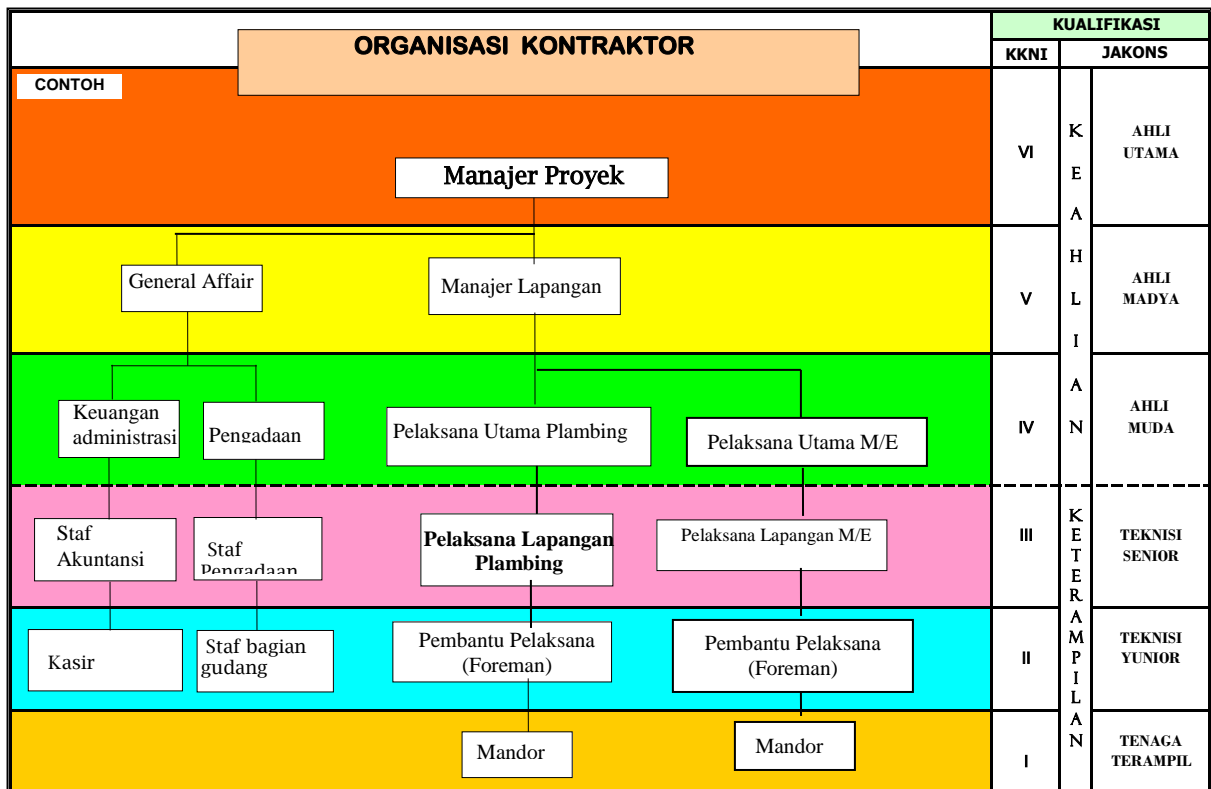 ORGANISASI KONTRAKTOR
KUALIFIKASI
KKNI
JAKONS
CONTOH
Manajer Proyek
VI
AHLI
UTAMA
General Affair
Manajer Lapangan
V
AHLI
MADYA
Keuangan
administrasi
Pengadaan
Pelaksana Utama Plambing
Pelaksana Utama M/E
IV
AHLI
MUDA
K E A H L I A N
Staf
Akuntansi
Staf
Pengadaan
Pelaksana Lapangan
Plambing
Pelaksana Lapangan M/E
III
TEKNISI
SENIOR
Kasir
Staf bagian
gudang
Pembantu Pelaksana
(Foreman)
Pembantu Pelaksana
(Foreman)
II
TEKNISI
YUNIOR
Mandor
Mandor
I
TENAGA
TERAMPIL
K E T E R A M P I L A N